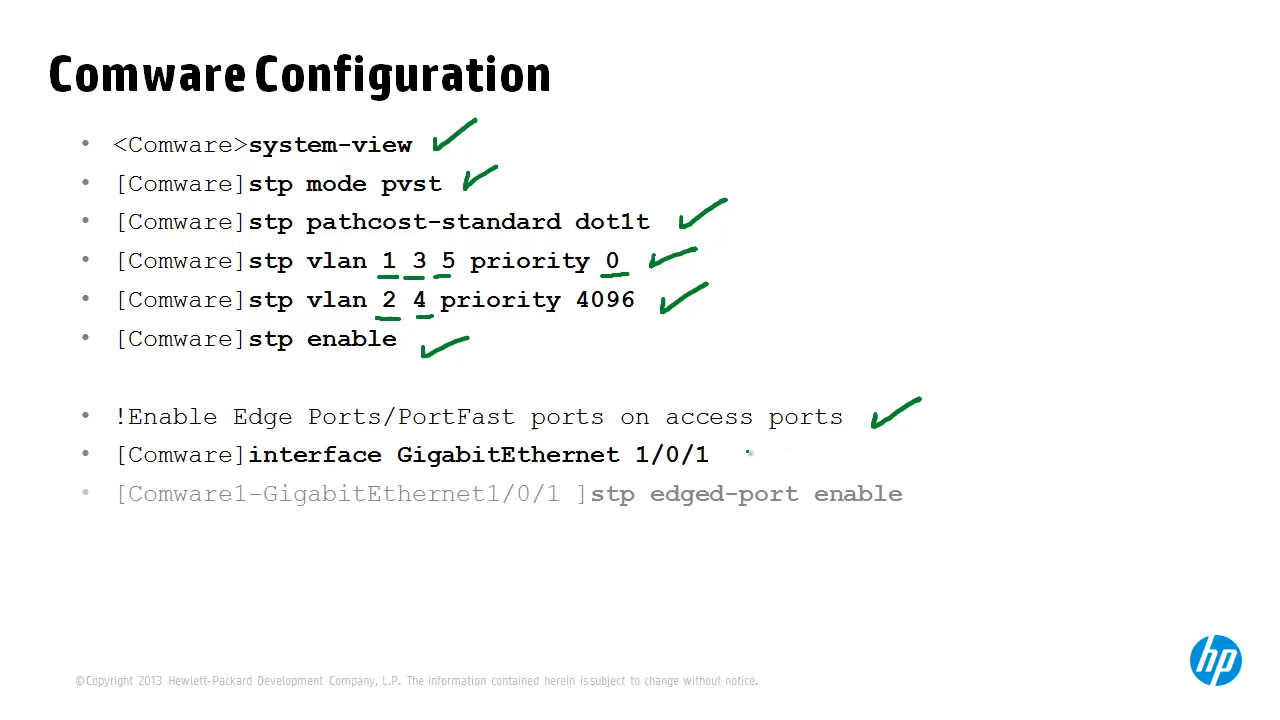 Comware Configuration
• <Comware>system-view
• [Comware]stp mode pvst
• [Comware]stp pathcost-standard dot1t
• [Comware]stp vlan 1 3 5 priority 0
• [Comware]stp vlan 2 4 priority 4096
• [Comware]stp enable
• !Enable Edge Ports/PortFast ports on access ports
• [Comware]interface GigabitEthernet 1/0/1
• [Comware1-GigabitEthernet1/0/1 ]stp edged-port enable
hp
©Copyright 2013 Hewlett-Packard Development Company, L.P. The information contained herein is subject to change without notice.